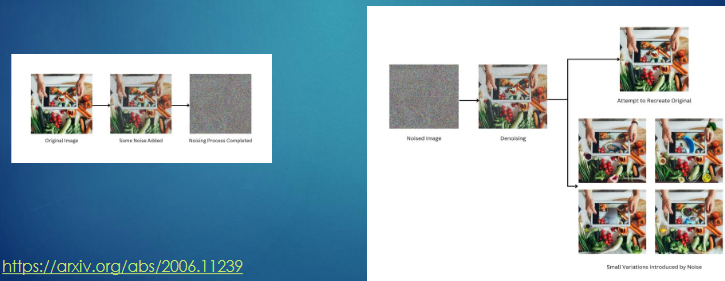 Original Image
Some Noise Added
Noising Process Completed
https://arxiv.org/abs/2006.11239
Noised Image
Denoising
Attempt to Recreate Original
Small Variations Introduced by Noise